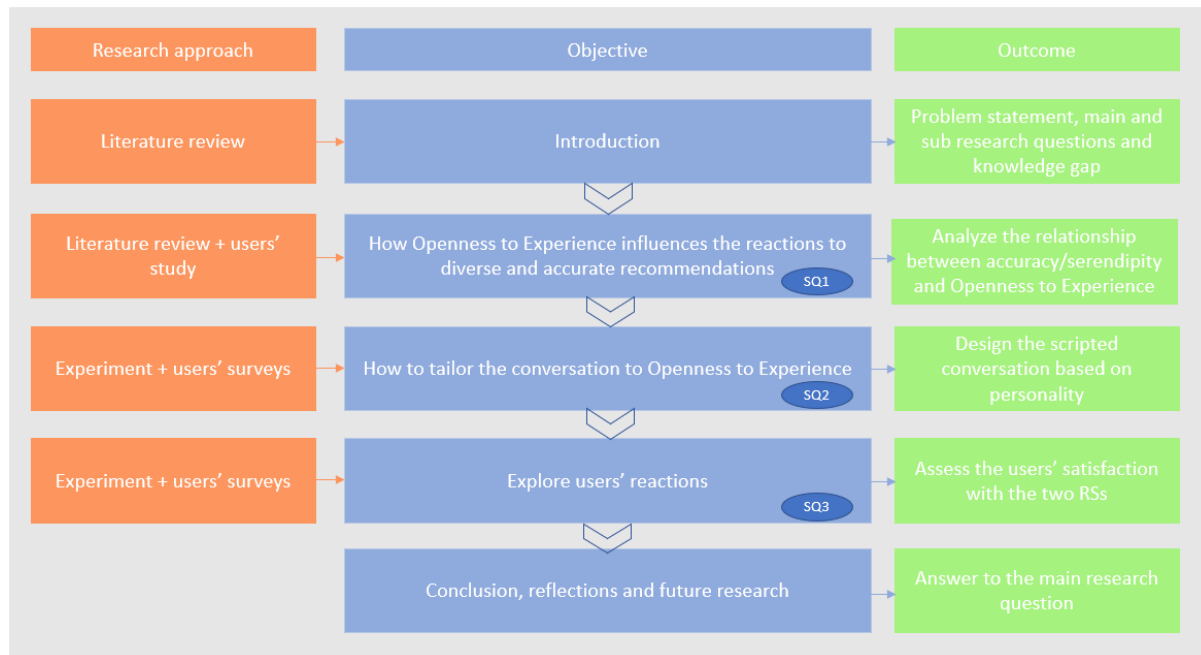 Research approach
Objective
Outcome
Literature review
Introduction
Problem statement, main and
sub research questions and
knowledge gap
Literature review + users’
study
How Openness to Experience influences the reactions to
diverse and accurate recommendations
SQ1
Analyze the relationship
between accuracy/serendipity
and Openness to Experience
Experiment + users’ surveys
How to tailor the conversation to Openness to Experience
SQ2
Design the scripted
conversation based on
personality
Experiment + users’ surveys
Explore users’ reactions
SQ3
Assess the users’ satisfaction
with the two RSs
Conclusion, reflections and future research
Answer to the main research
question